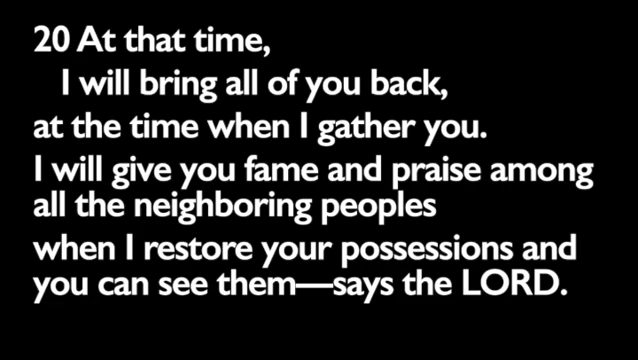 20 At that time,
I will bring all of you back,
at the time when I gather you.
I will give you fame and praise among
all the neighboring peoples
when I restore your possessions and
you can see them—says the LORD.